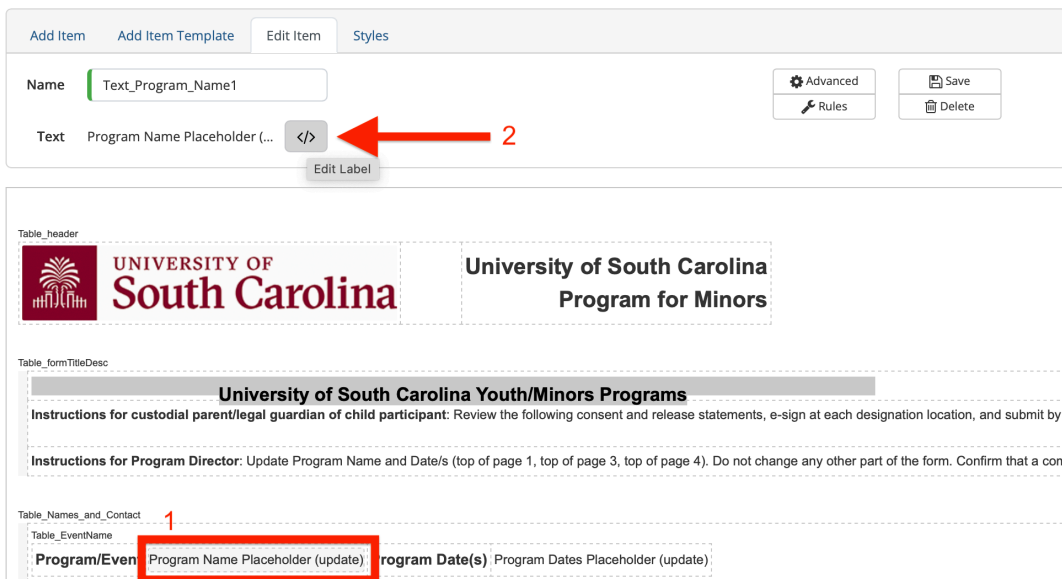 Add Item Add Item Template Edit Item Styles
Name Text_Program_Name1 Advanced Save
Rules Delete
Text Program Name Placeholder (... </> 2
Edit Label
Table_header
UNIVERSITY OF
South Carolina
University of South Carolina
Program for Minors
Table_formTitleDesc
University of South Carolina Youth/Minors Programs
Instructions for custodial parent/legal guardian of child participant: Review the following consent and release statements, e-sign at each designation location, and submit by
Instructions for Program Director: Update Program Name and Date/s (top of page 1, top of page 3, top of page 4). Do not change any other part of the form. Confirm that a con
Table_Names_and_Contact
1
Table_EventName
Program/Even Program Name Placeholder (update) rogram Date(s) Program Dates Placeholder (update)